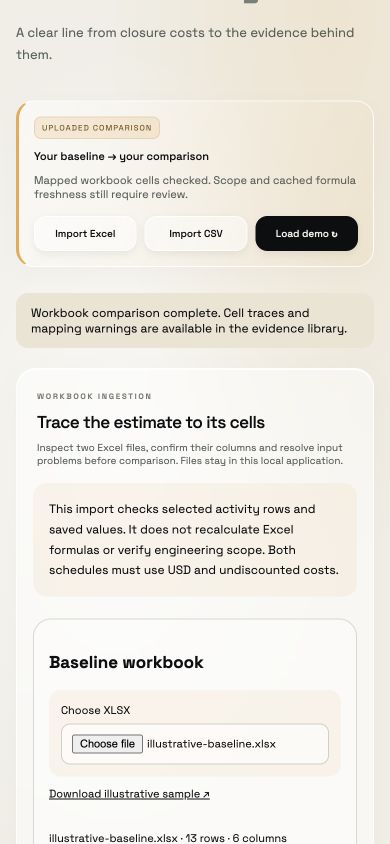 A clear line from closure costs to the evidence behind
them.
UPLOADED COMPARISON
Your baseline → your comparison
Mapped workbook cells checked. Scope and cached formula
freshness still require review.
Import Excel
Import CSV
Load demo ↻
Workbook comparison complete. Cell traces and
mapping warnings are available in the evidence library.
WORKBOOK INGESTION
Trace the estimate to its cells
Inspect two Excel files, confirm their columns and resolve input
problems before comparison. Files stay in this local application.
This import checks selected activity rows and
saved values. It does not recalculate Excel
formulas or verify engineering scope. Both
schedules must use USD and undiscounted costs.
Baseline workbook
Choose XLSX
Choose file illustrative-baseline.xlsx
Download illustrative sample ↗
illustrative-baseline.xlsx · 13 rows · 6 columns